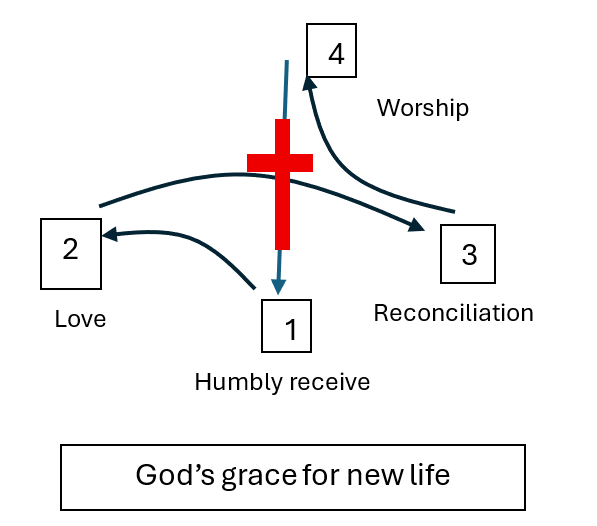 4
Worship
2
3
Love
Reconciliation
1
Humbly receive
God’s grace for new life